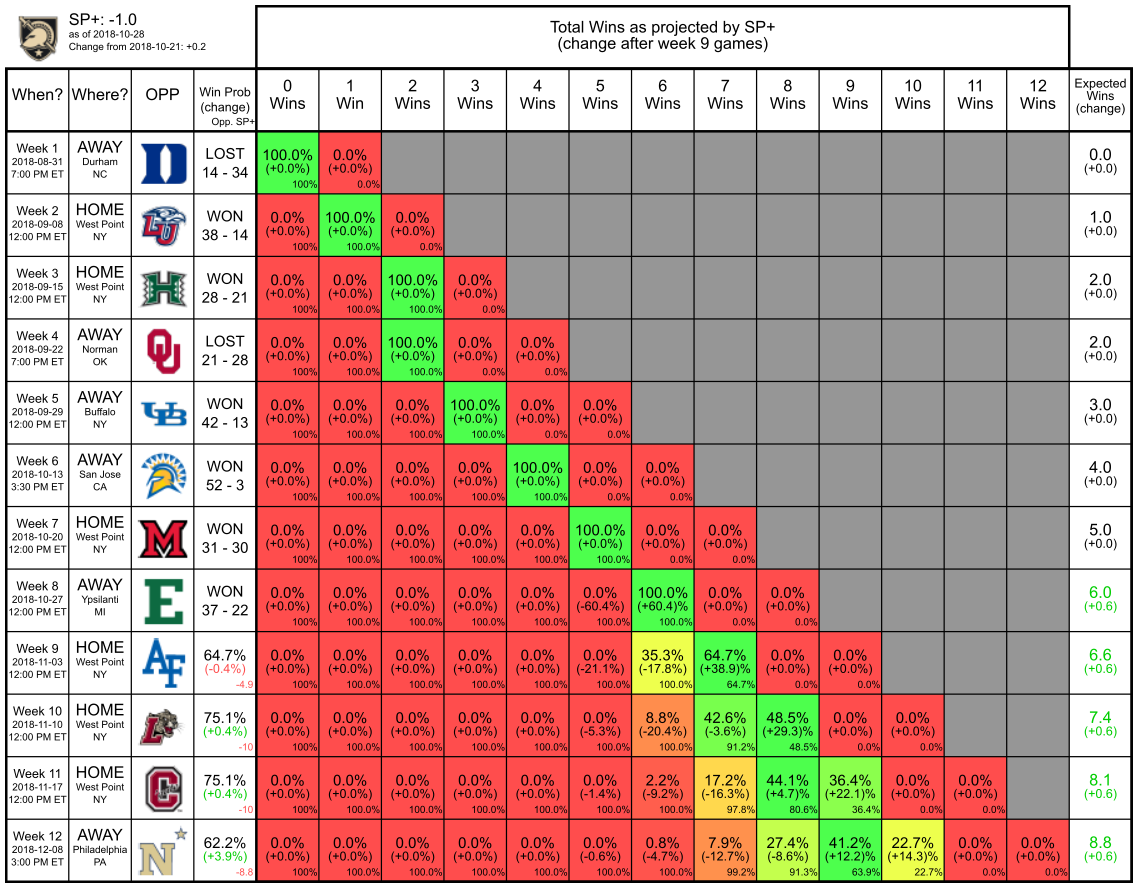 SP+: -1.0
as of 2018-10-28
Change from 2018-10-21: +0.2
Total Wins as projected by SP+
(change after week 9 games)
When? Where? OPP Win Prob (change) Opp. SP+ 0 Wins 1 Win 2 Wins 3 Wins 4 Wins 5 Wins 6 Wins 7 Wins 8 Wins 9 Wins 10 Wins 11 Wins 12 Wins Expected Wins (change)
Week 1 AWAY LOST 100.0% 0.0% 0.0
2018-08-31 Durham D (+0.0%) (+0.0%) (+0.0)
7:00 PM ET NC 14 - 34 100% 0.0%
Week 2 HOME WON 0.0% 100.0% 0.0% 1.0
2018-09-08 West Point LU (+0.0%) (+0.0%) (+0.0%) (+0.0)
12:00 PM ET NY 38 - 14 100% 100.0% 0.0%
Week 3 HOME WON 0.0% 0.0% 100.0% 0.0% 2.0
2018-09-15 West Point H (+0.0%) (+0.0%) (+0.0%) (+0.0%) (+0.0)
12:00 PM ET NY 28 - 21 100% 100.0% 100.0% 0.0%
Week 4 AWAY LOST 0.0% 0.0% 100.0% 0.0% 0.0% 2.0
2018-09-22 Norman OU (+0.0%) (+0.0%) (+0.0%) (+0.0%) (+0.0%) (+0.0)
7:00 PM ET OK 21 - 28 100% 100.0% 100.0% 0.0% 0.0%
Week 5 AWAY WON 0.0% 0.0% 0.0% 100.0% 0.0% 0.0% 3.0
2018-09-29 Buffalo UB (+0.0%) (+0.0%) (+0.0%) (+0.0%) (+0.0%) (+0.0%) (+0.0)
12:00 PM ET NY 42 - 13 100% 100.0% 100.0% 100.0% 0.0% 0.0%
Week 6 AWAY WON 0.0% 0.0% 0.0% 0.0% 100.0% 0.0% 0.0% 4.0
2018-10-13 San Jose (+0.0%) (+0.0%) (+0.0%) (+0.0%) (+0.0%) (+0.0%) (+0.0%) (+0.0)
3:30 PM ET CA 52 - 3 100% 100.0% 100.0% 100.0% 100.0% 0.0% 0.0%
Week 7 HOME WON 0.0% 0.0% 0.0% 0.0% 0.0% 100.0% 0.0% 0.0% 5.0
2018-10-20 West Point M (+0.0%) (+0.0%) (+0.0%) (+0.0%) (+0.0%) (+0.0%) (+0.0%) (+0.0%) (+0.0)
12:00 PM ET NY 31 - 30 100% 100.0% 100.0% 100.0% 100.0% 100.0% 0.0% 0.0%
Week 8 AWAY WON 0.0% 0.0% 0.0% 0.0% 0.0% 0.0% 100.0% 0.0% 0.0% 6.0
2018-10-27 Ypsilanti E (+0.0%) (+0.0%) (+0.0%) (+0.0%) (+0.0%) (-60.4%) (+60.4)% (+0.0%) (+0.0%) (+0.6)
12:00 PM ET MI 37 - 22 100% 100.0% 100.0% 100.0% 100.0% 100.0% 100.0% 0.0% 0.0%
Week 9 HOME 64.7% 0.0% 0.0% 0.0% 0.0% 0.0% 0.0% 35.3% 64.7% 0.0% 0.0% 6.6
2018-11-03 West Point AF (-0.4%) (+0.0%) (+0.0%) (+0.0%) (+0.0%) (+0.0%) (-21.1%) (-17.8%) (+38.9)% (+0.0%) (+0.0%) (+0.6)
12:00 PM ET NY -4.9 100% 100.0% 100.0% 100.0% 100.0% 100.0% 100.0% 64.7% 0.0% 0.0%
Week 10 HOME 75.1% 0.0% 0.0% 0.0% 0.0% 0.0% 0.0% 8.8% 42.6% 48.5% 0.0% 0.0% 7.4
2018-11-10 West Point L (+0.4%) (+0.0%) (+0.0%) (+0.0%) (+0.0%) (+0.0%) (-5.3%) (-20.4%) (-3.6%) (+29.3)% (+0.0%) (+0.0%) (+0.6)
12:00 PM ET NY -10 100% 100.0% 100.0% 100.0% 100.0% 100.0% 100.0% 91.2% 48.5% 0.0% 0.0%
Week 11 HOME 75.1% 0.0% 0.0% 0.0% 0.0% 0.0% 0.0% 2.2% 17.2% 44.1% 36.4% 0.0% 0.0% 8.1
2018-11-17 West Point C (+0.4%) (+0.0%) (+0.0%) (+0.0%) (+0.0%) (+0.0%) (-1.4%) (-9.2%) (-16.3%) (+4.7)% (+22.1)% (+0.0%) (+0.0%) (+0.6)
12:00 PM ET NY -10 100% 100.0% 100.0% 100.0% 100.0% 100.0% 100.0% 97.8% 80.6% 36.4% 0.0% 0.0%
Week 12 AWAY 62.2% 0.0% 0.0% 0.0% 0.0% 0.0% 0.0% 0.8% 7.9% 27.4% 41.2% 22.7% 0.0% 0.0% 8.8
2018-12-08 Philadelphia N (+3.9%) (+0.0%) (+0.0%) (+0.0%) (+0.0%) (+0.0%) (-0.6%) (-4.7%) (-12.7%) (-8.6%) (+12.2)% (+14.3)% (+0.0%) (+0.0%) (+0.6)
3:00 PM ET PA -8.8 100% 100.0% 100.0% 100.0% 100.0% 100.0% 100.0% 99.2% 91.3% 63.9% 22.7% 0.0% 0.0%